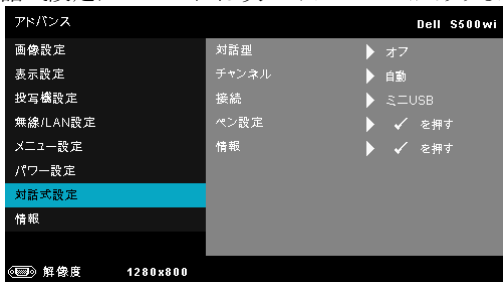 アドバンス Dell S500wi
画像設定 対話型 オフ
表示設定 チャンネル 自動
投写機設定 接続 ミニUSB
無線/LAN設定 ペン設定 ✓ を押す
メニュー設定 情報 ✓ を押す
パワー設定
対話式設定
情報
解像度 1280x800